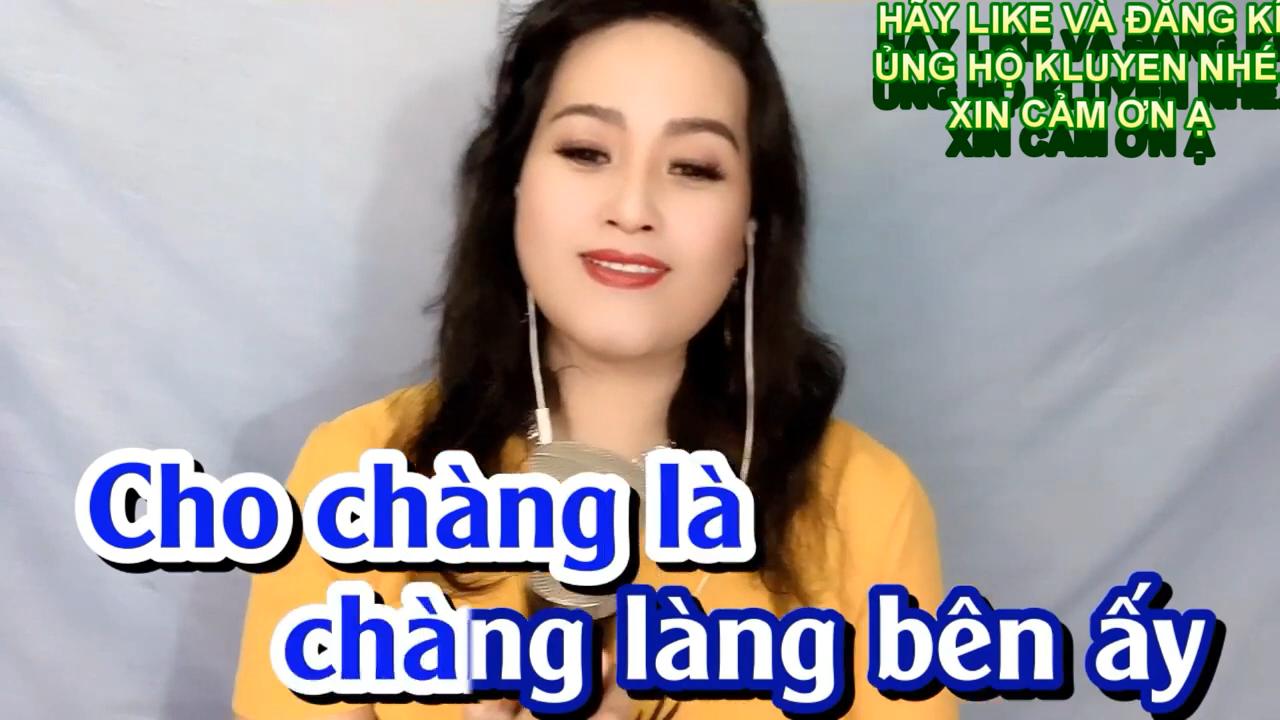 HÃY LIKE VÀ ĐĂNG KÍ
ỦNG HỘ KLUYEN NHÉ
XIN CẢM ƠN Ạ
Cho chàng là
chàng làng bên ấy